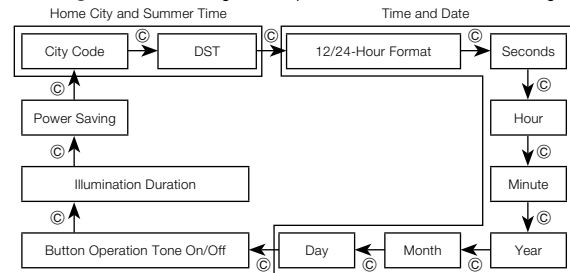 Home City and Summer Time
Time and Date
City Code
©
DST
©
12/24-Hour Format
©
Seconds
©
©
Power Saving
Hour
©
©
Illumination Duration
Minute
©
©
Button Operation Tone On/Off
©
Day
©
Month
©
Year